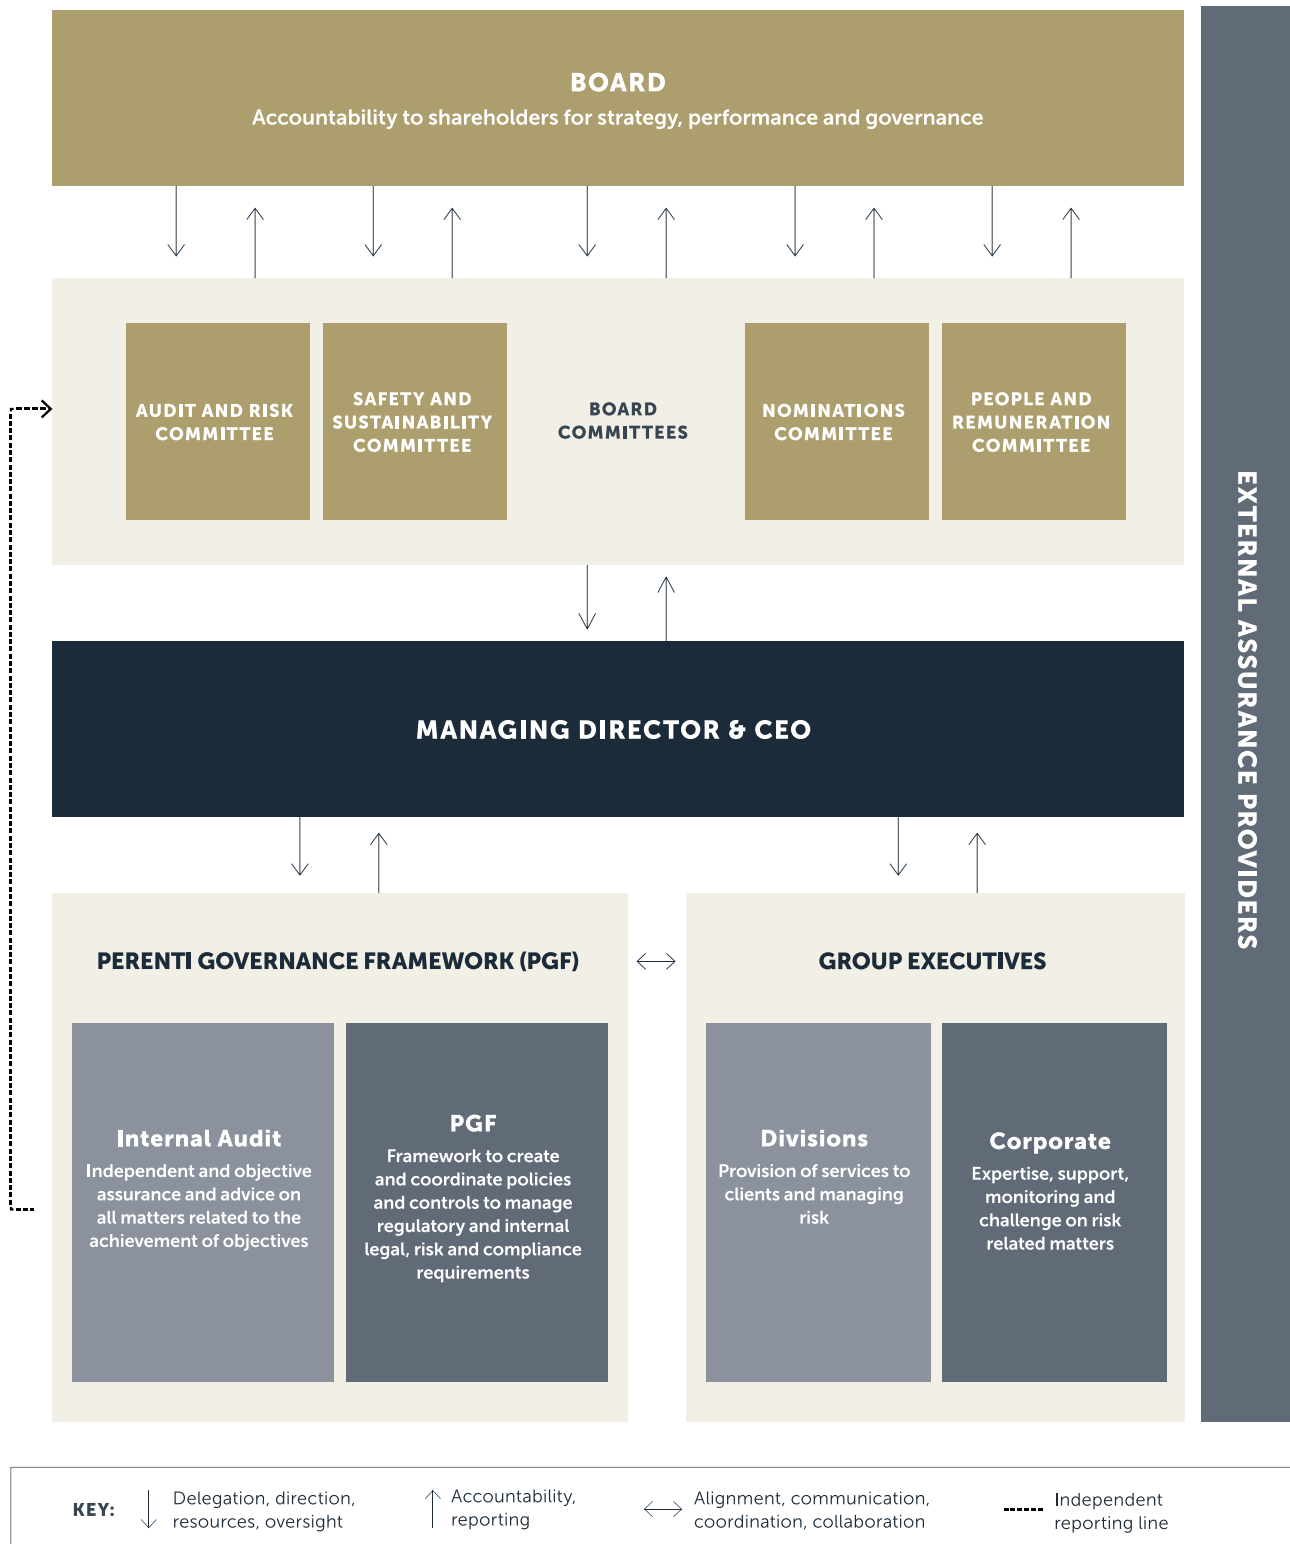 BOARD
Accountability to shareholders for strategy, performance and governance
AUDIT AND RISK
COMMITTEE
SAFETY AND
SUSTAINABILITY
COMMITTEE
BOARD
COMMITTEES
NOMINATIONS
COMMITTEE
PEOPLE AND
REMUNERATION
COMMITTEE
MANAGING DIRECTOR & CEO
PERENTI GOVERNANCE FRAMEWORK (PGF)
Internal Audit
Independent and objective
assurance and advice on
all matters related to the
achievement of objectives
PGF
Framework to create
and coordinate policies
and controls to manage
regulatory and internal
legal, risk and compliance
requirements
GROUP EXECUTIVES
Divisions
Provision of services to
clients and managing
risk
Corporate
Expertise, support,
monitoring and
challenge on risk
related matters
EXTERNAL ASSURANCE PROVIDERS
KEY:
Delegation, direction,
resources, oversight
Accountability,
reporting
Alignment, communication,
coordination, collaboration
Independent
reporting line